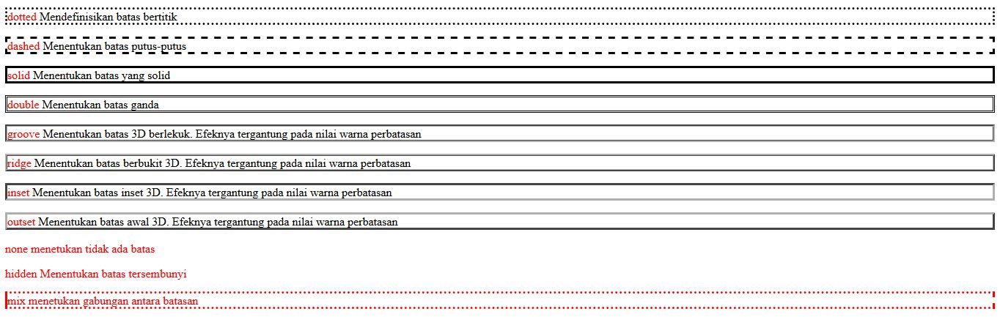 dotted Mendefinisikan batas bertitik
dashed Menentukan batas putus-putus
solid Menentukan batas yang solid
double Menentukan batas ganda
groove Menentukan batas 3D berlekuk. Efeknya tergantung pada nilai warna perbatasan
ridge Menentukan batas berbukit 3D. Efeknya tergantung pada nilai warna perbatasan
inset Menentukan batas inset 3D. Efeknya tergantung pada nilai warna perbatasan
outset Menentukan batas awal 3D. Efeknya tergantung pada nilai warna perbatasan
none menetukan tidak ada batas
hidden Menentukan batas tersembunyi
mix menetukan gabungan antara batasan